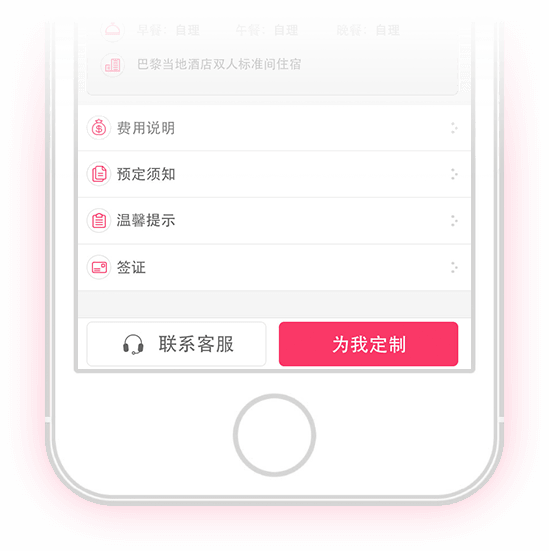 早餐：自理 午餐：自理 晚餐：自理
巴黎当地酒店双人标准间住宿
费用说明
预定须知
温馨提示
签证
联系客服 为我定制